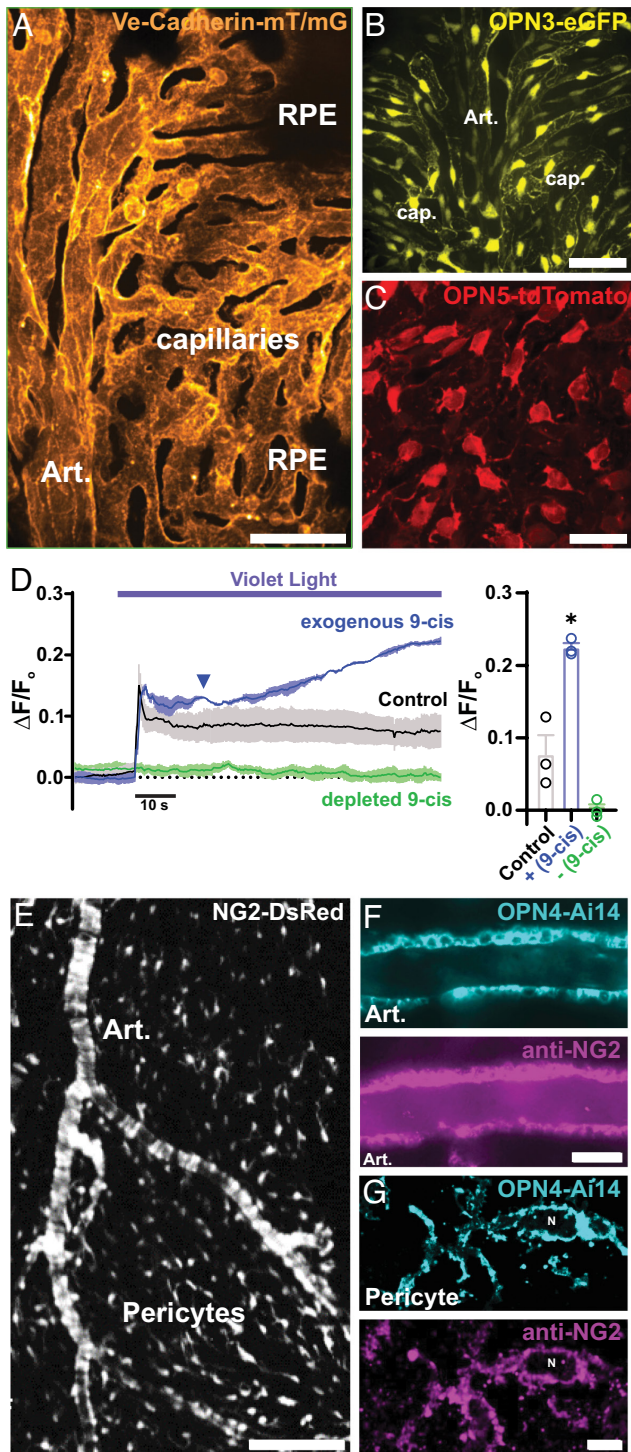 A
Ve-Cadherin-mT/mG
RPE
capillaries
RPE
Art.
B
OPN3-eGFP
Art.
cap.
cap.
C
OPN5-tdTomato
D
Violet Light
0.3
0.2
0.1
0.0
ΔF/Fo
exogenous 9-cis
Control
depleted 9-cis
10 s
0.3
0.2
0.1
0.0
ΔF/Fo
*
Control
+ (9-cis)
- (9-cis)
E
NG2-DsRed
Art.
Pericytes
F
OPN4-Ai14
Art.
anti-NG2
Art.
G
OPN4-Ai14
N
Pericyte
anti-NG2
N